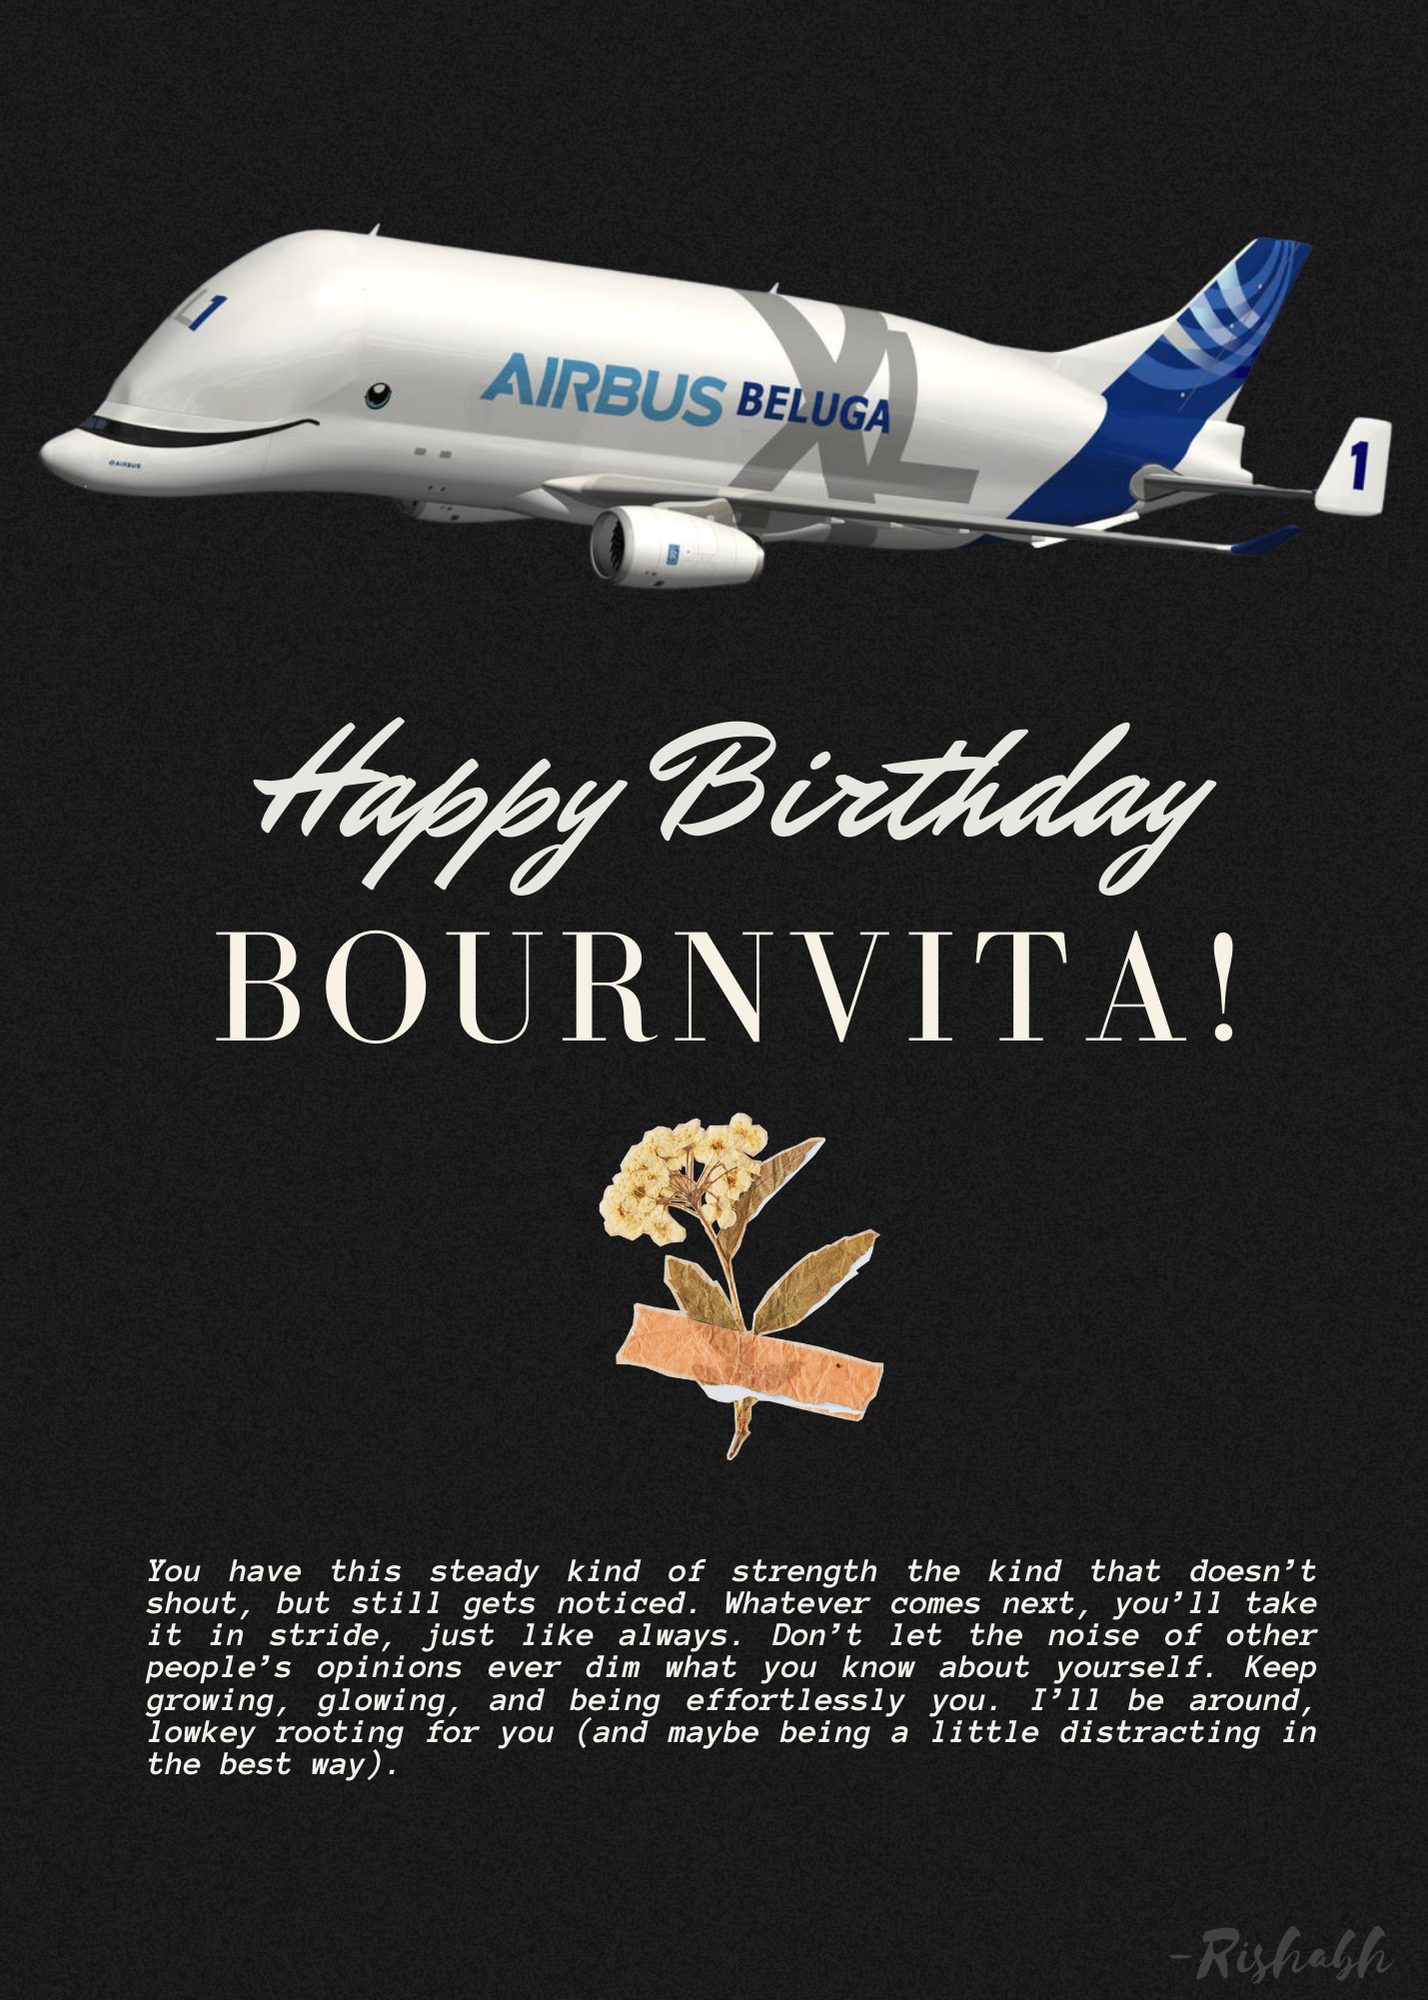 L1
AIRBUS BELUGA
XL
AIRBUS
1
Happy Birthday
BOURNVITA!
You have this steady kind of strength the kind that doesn't
shout, but still gets noticed. Whatever comes next, you'll take
it in stride, just like always. Don't let the noise of other
people's opinions ever dim what you know about yourself. Keep
growing, glowing, and being effortlessly you. I'll be around,
lowkey rooting for you (and maybe being a little distracting in
the best way).
-Rishabh